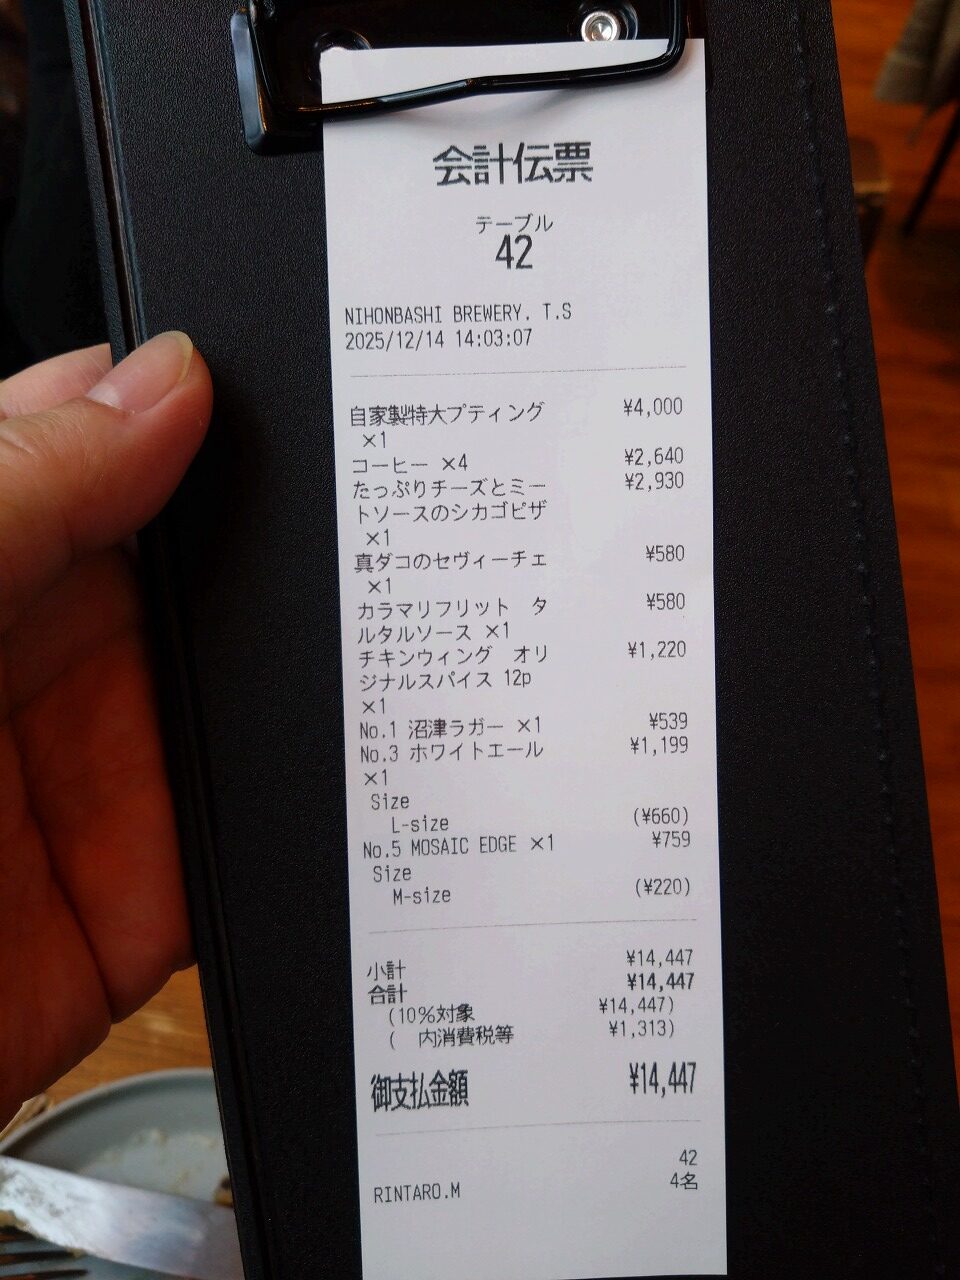 会計伝票
テーブル
42
NIHONBASHI BREWERY. T.S
2025/12/14 14:03:07
自家製特大プティング ¥4,000
×1
コーヒー ×4 ¥2,640
たっぷりチーズとミー ¥2,930
トソースのシカゴピザ
×1
真ダコのセヴィーチェ ¥580
×1
カラマリフリット タ ¥580
ルタルソース ×1
チキンウィング オリ ¥1,220
ジナルスパイス 12p
×1
No.1 沼津ラガー ×1 ¥539
No.3 ホワイトエール ¥1,199
×1
Size
L-size (¥660)
No.5 MOSAIC EDGE ×1 ¥759
Size
M-size (¥220)
小計 ¥14,447
合計 ¥14,447
(10%対象 ¥14,447)
( 内消費税等 ¥1,313)
御支払金額 ¥14,447
42
RINTARO.M 4名